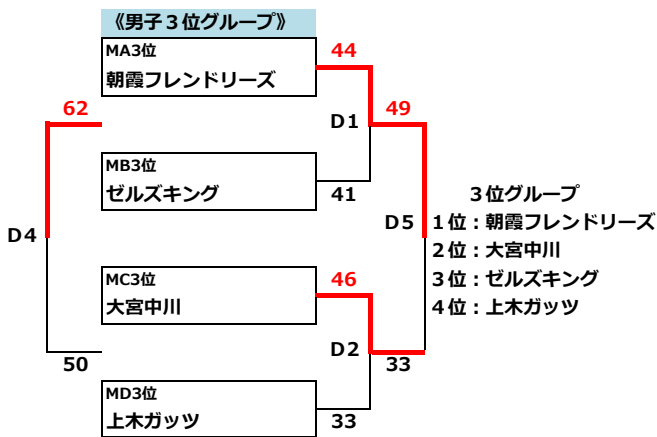 《男子３位グループ》
MA3位
朝霞フレンドリーズ
44
62
D1
49
MB3位
ゼルズキング
41
３位グループ
D4
D5
１位：朝霞フレンドリーズ
２位：大宮中川
MC3位
大宮中川
46
３位：ゼルズキング
４位：上木ガッツ
D2
50
33
MD3位
上木ガッツ
33